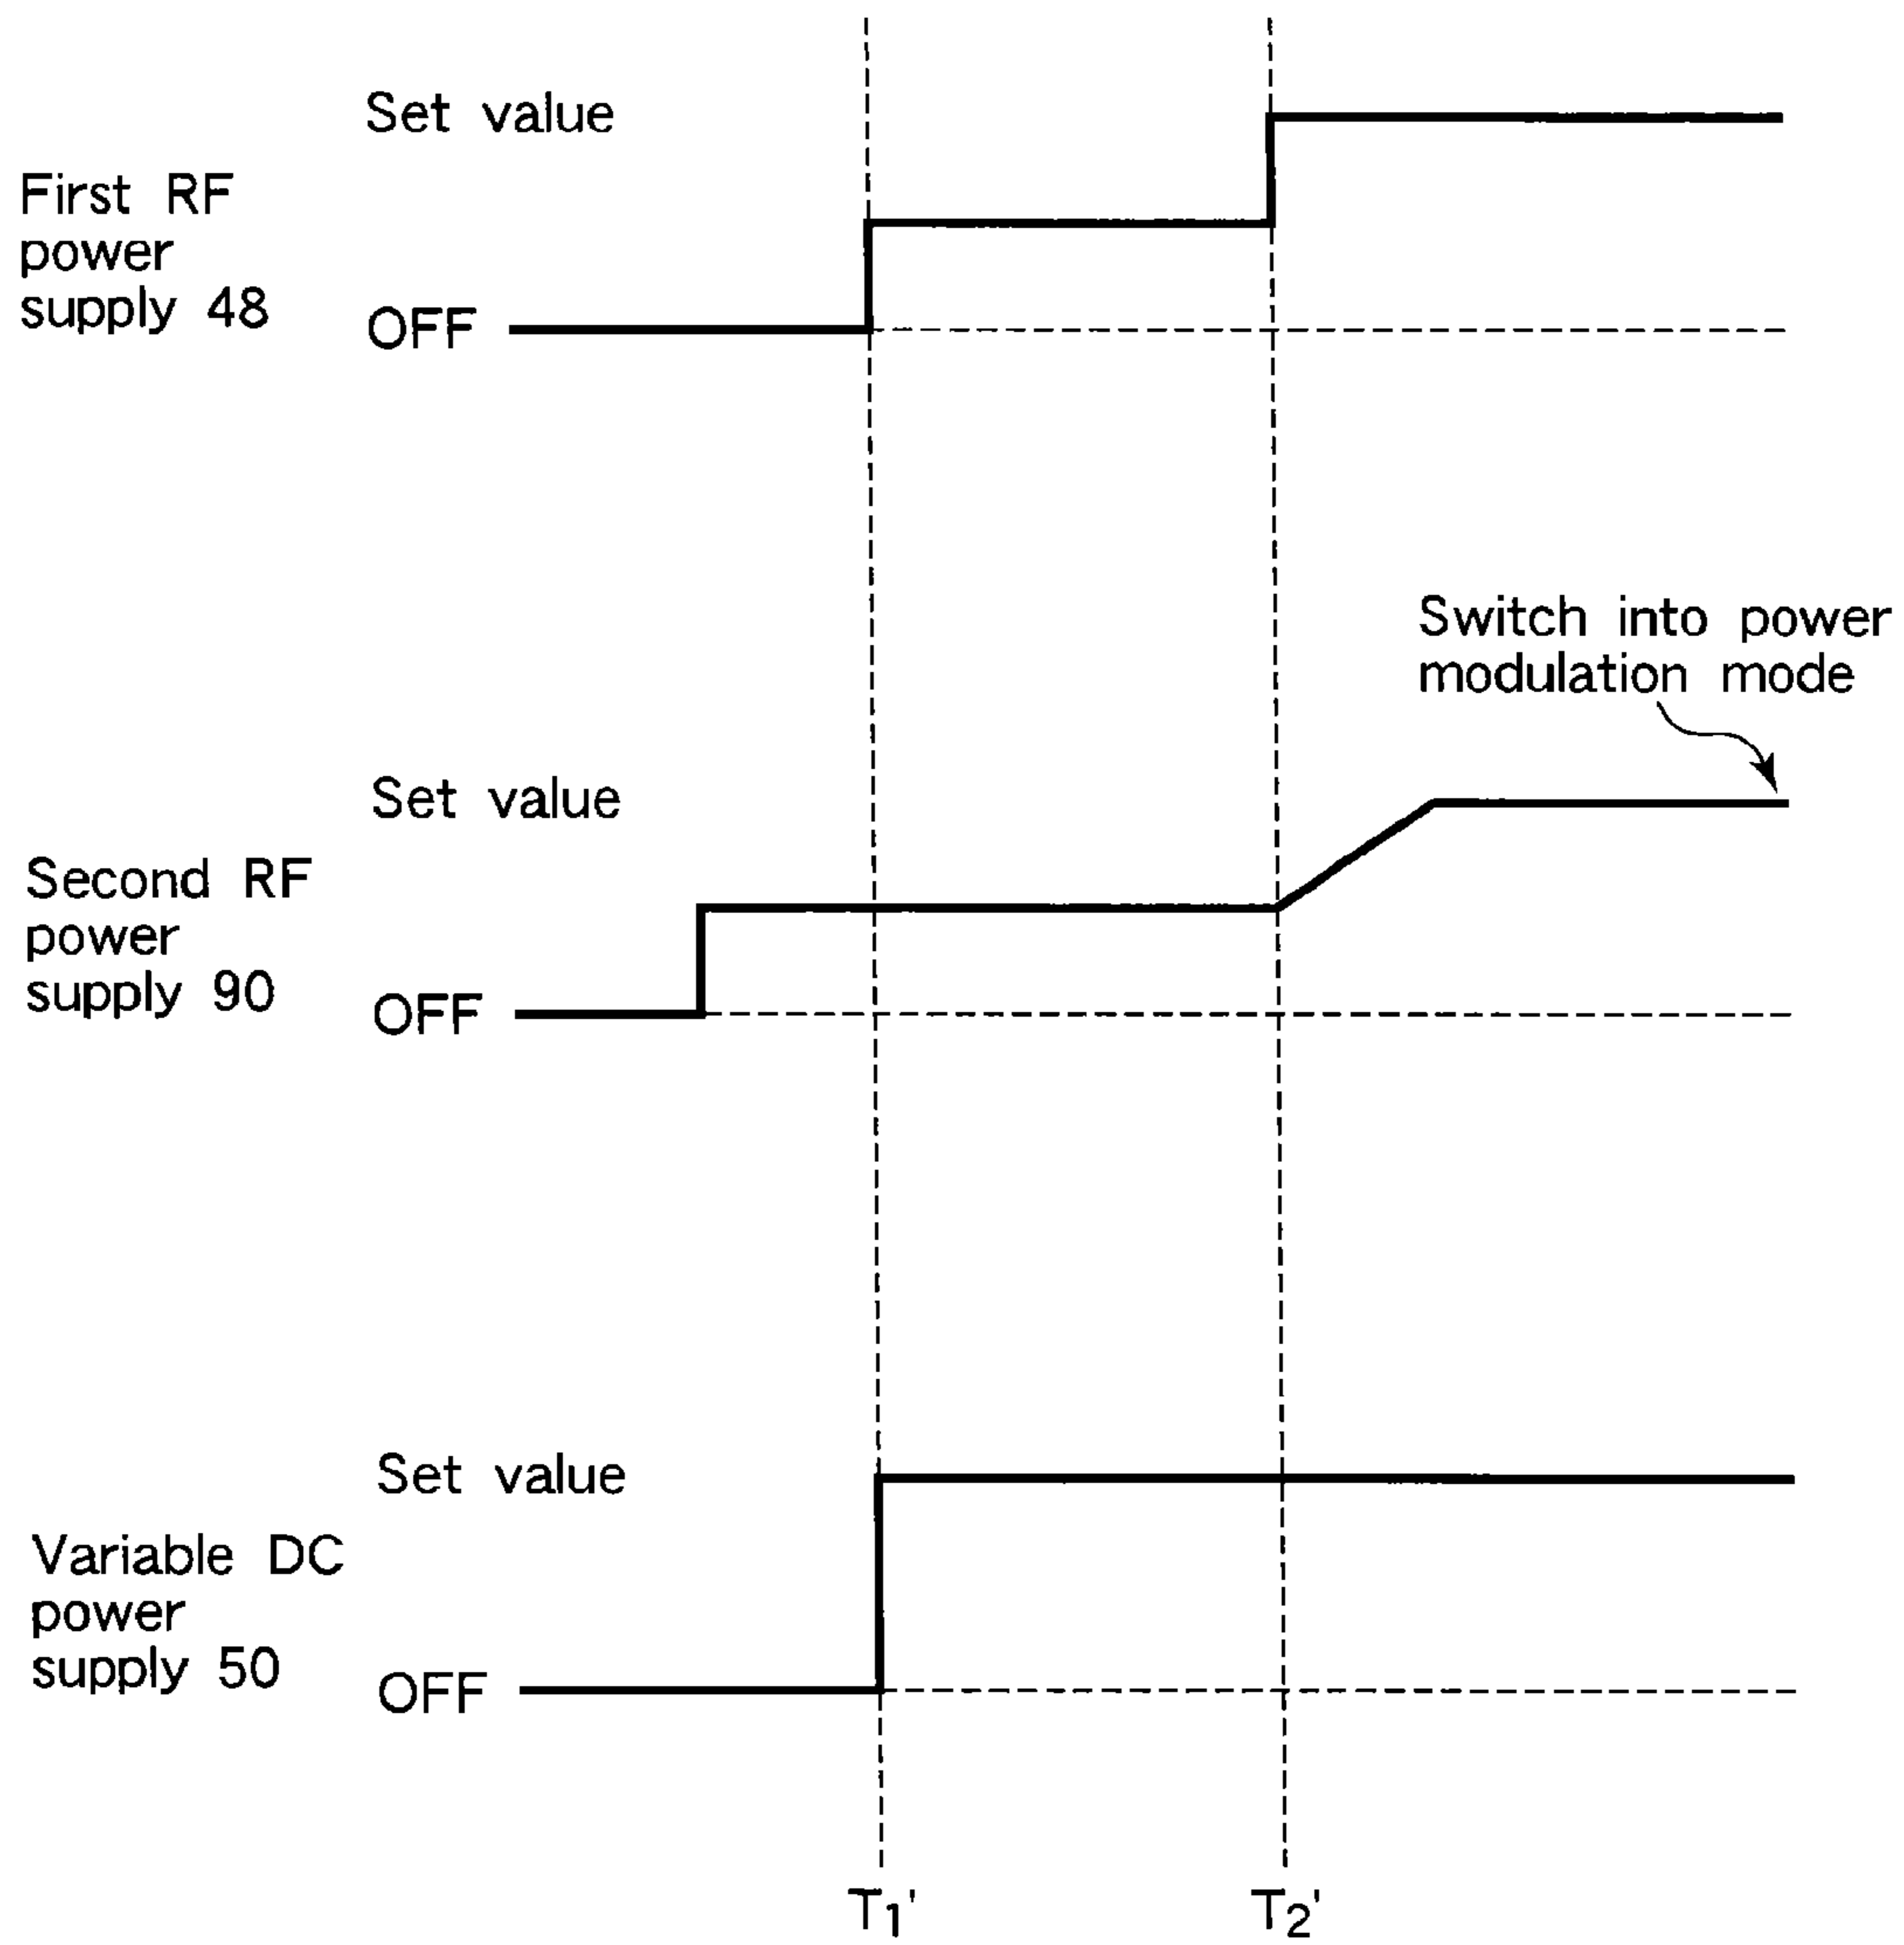 Set value
First RF
power
supply 48
OFF
Switch into power
modulation mode
Set value
Second RF
power
supply 90
OFF
Set value
Variable DC
power
supply 50
OFF
T1'
T2'